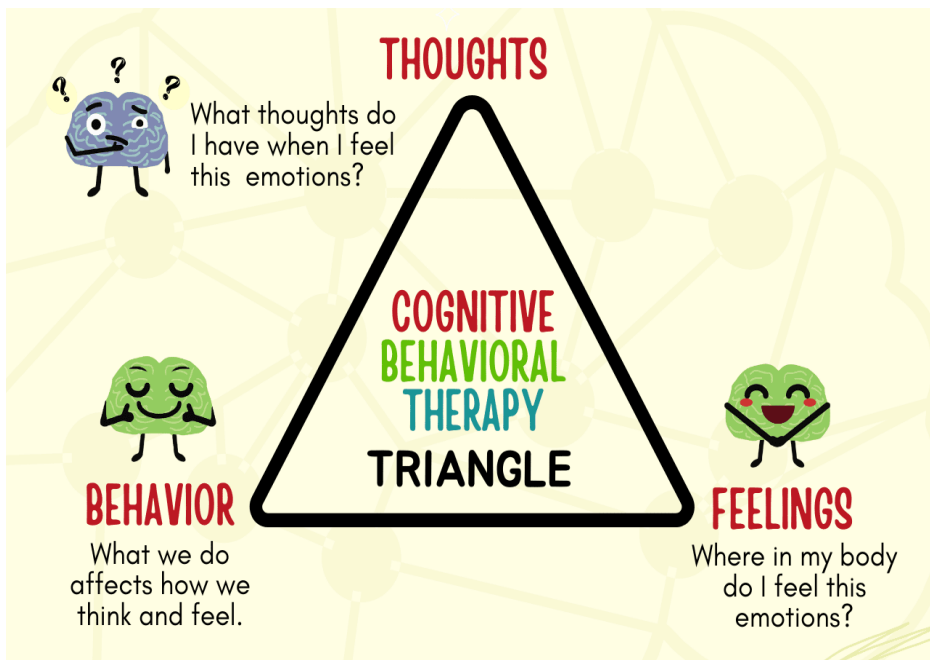 THOUGHTS
?
?
?
What thoughts do
I have when I feel
this emotions?
COGNITIVE
BEHAVIORAL
THERAPY
TRIANGLE
BEHAVIOR
What we do
affects how we
think and feel.
FEELINGS
Where in my body
do I feel this
emotions?